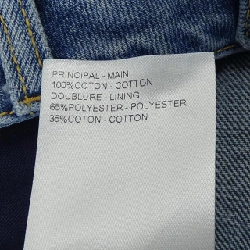 PRINCIPAL - MAIN
100%COTON - COTTON
DOUBLURE - LINING
65%POLYESTER - POLYESTER
35%COTON - COTTON